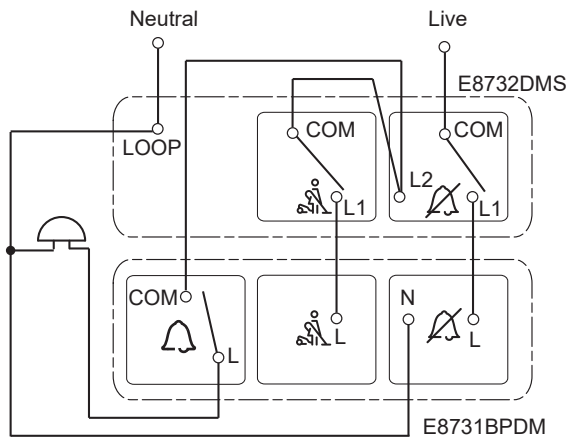 Neutral
Live
E8732DMS
LOOP
COM
COM
L1
L2
L1
COM
L
L
N
L
E8731BPDM